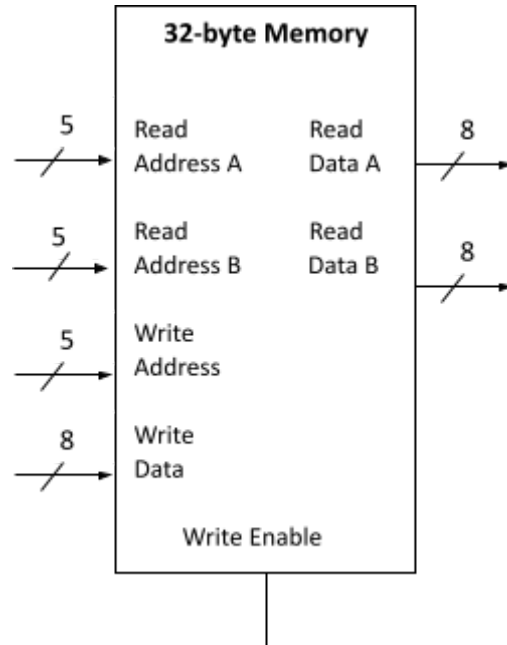 32-byte Memory
5
Read
Address A
Read
Data A
8
5
Read
Address B
Read
Data B
8
5
Write
Address
8
Write
Data
Write Enable